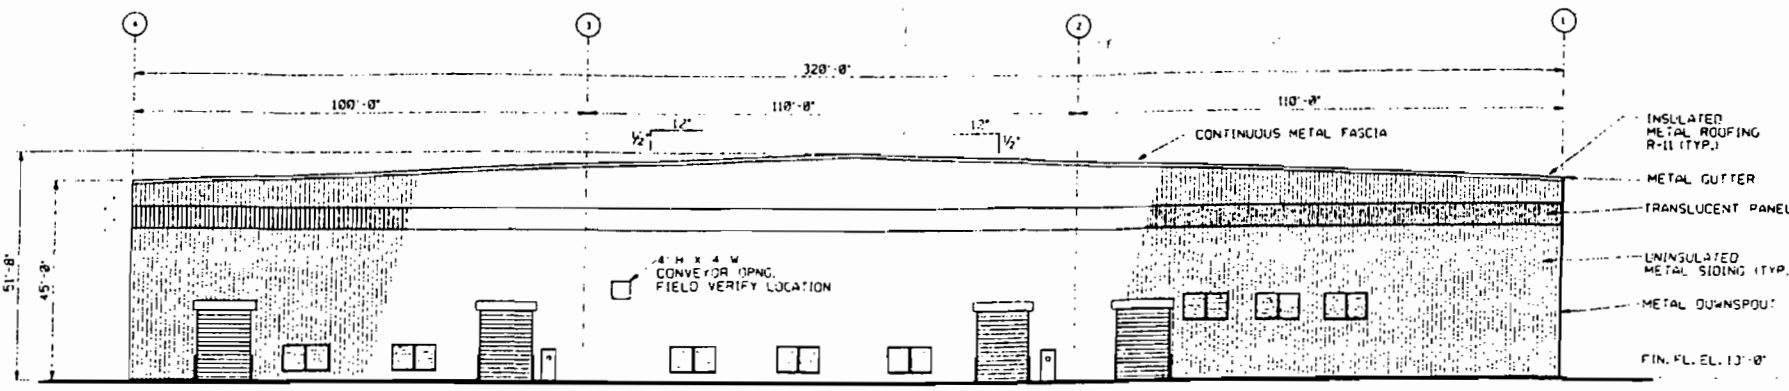 4
3
2
1
320'-0"
100'-0"
110'-0"
110'-0"
12"
1/2"
12"
1/2"
CONTINUOUS METAL FASCIA
INSULATED
METAL ROOFING
R-11 (TYP.)
METAL GUTTER
TRANSLUCENT PANEL
UNINSULATED
METAL SIDING (TYP.
METAL DOWNSPOUT
FIN. FL. EL. 13'-0"
51'-8"
45'-0"
4' H X 4' W
CONVEYOR OPNG.
FIELD VERIFY LOCATION